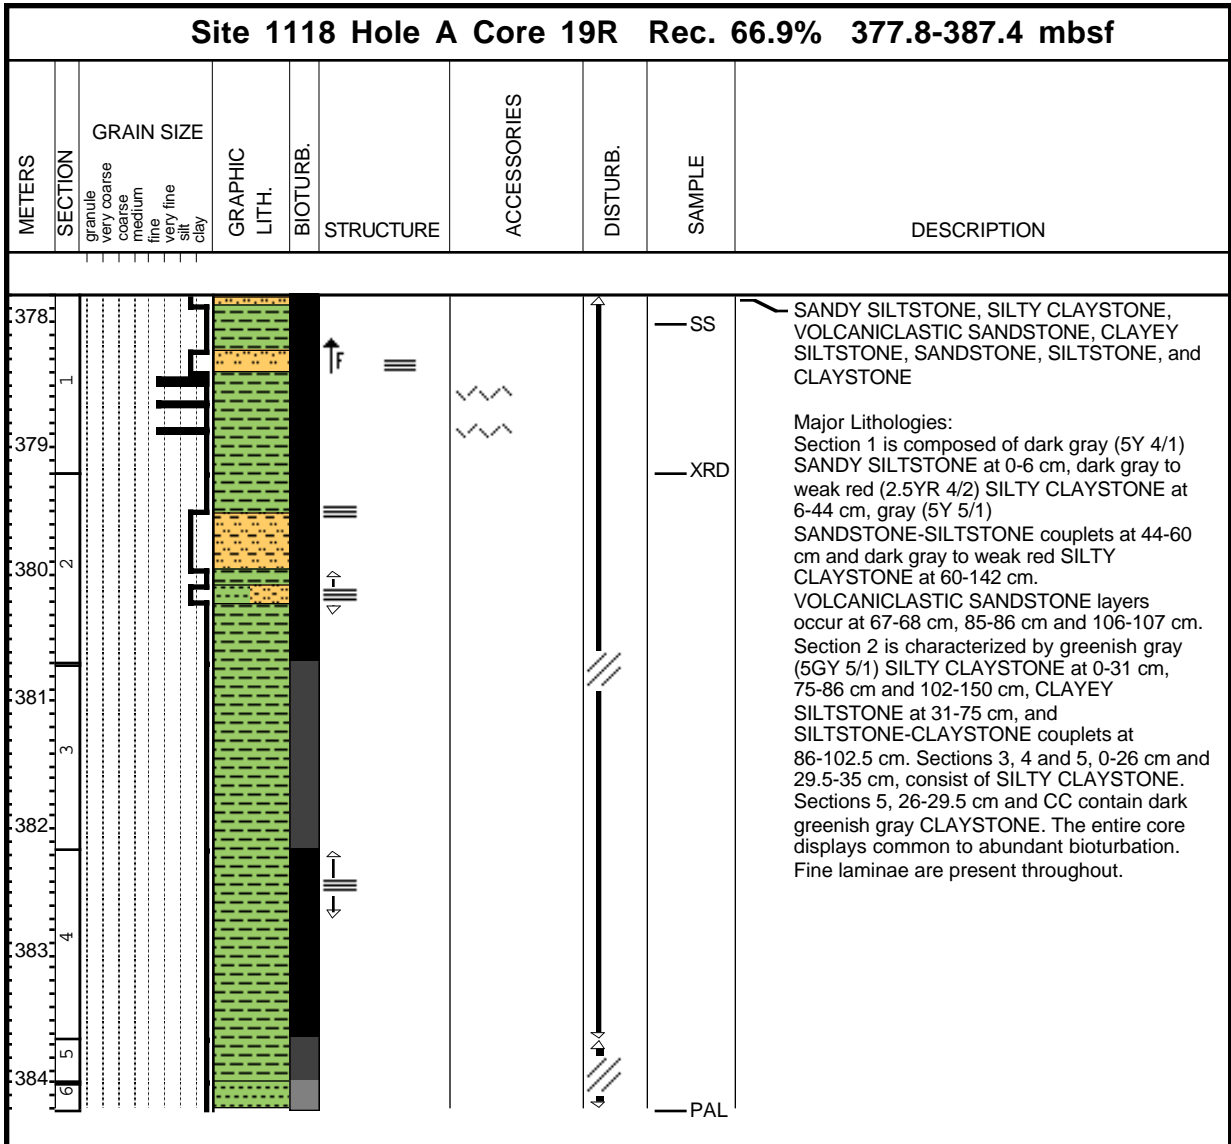 Site 1118 Hole A Core 19R Rec. 66.9% 377.8-387.4 mbsf
METERS
SECTION
GRAIN SIZE
granule
very coarse
coarse
medium
fine
very fine
silt
clay
GRAPHIC
LITH.
BIOTURB.
STRUCTURE
ACCESSORIES
DISTURB.
SAMPLE
DESCRIPTION
378
379
380
381
382
383
384
1
2
3
4
5
6
F
SS
XRD
PAL
SANDY SILTSTONE, SILTY CLAYSTONE,
VOLCANICLASTIC SANDSTONE, CLAYEY
SILTSTONE, SANDSTONE, SILTSTONE, and
CLAYSTONE
Major Lithologies:
Section 1 is composed of dark gray (5Y 4/1)
SANDY SILTSTONE at 0-6 cm, dark gray to
weak red (2.5YR 4/2) SILTY CLAYSTONE at
6-44 cm, gray (5Y 5/1)
SANDSTONE-SILTSTONE couplets at 44-60
cm and dark gray to weak red SILTY
CLAYSTONE at 60-142 cm.
VOLCANICLASTIC SANDSTONE layers
occur at 67-68 cm, 85-86 cm and 106-107 cm.
Section 2 is characterized by greenish gray
(5GY 5/1) SILTY CLAYSTONE at 0-31 cm,
75-86 cm and 102-150 cm, CLAYEY
SILTSTONE at 31-75 cm, and
SILTSTONE-CLAYSTONE couplets at
86-102.5 cm. Sections 3, 4 and 5, 0-26 cm and
29.5-35 cm, consist of SILTY CLAYSTONE.
Sections 5, 26-29.5 cm and CC contain dark
greenish gray CLAYSTONE. The entire core
displays common to abundant bioturbation.
Fine laminae are present throughout.